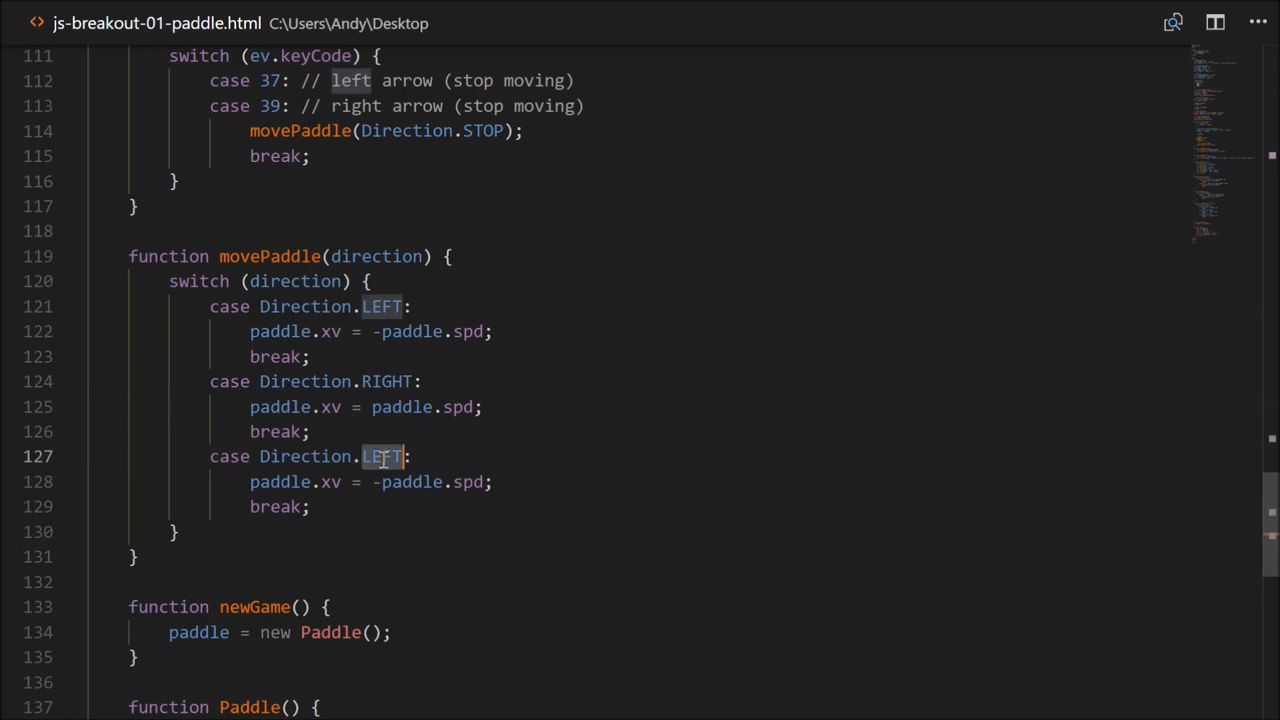 js-breakout-01-paddle.html C:\Users\Andy\Desktop
111 switch (ev.keyCode) {
112 case 37: // left arrow (stop moving)
113 case 39: // right arrow (stop moving)
114 movePaddle(Direction.STOP);
115 break;
116 }
117 }
118
119 function movePaddle(direction) {
120 switch (direction) {
121 case Direction.LEFT:
122 paddle.xv = -paddle.spd;
123 break;
124 case Direction.RIGHT:
125 paddle.xv = paddle.spd;
126 break;
127 case Direction.LEFT:
128 paddle.xv = -paddle.spd;
129 break;
130 }
131 }
132
133 function newGame() {
134 paddle = new Paddle();
135 }
136
137 function Paddle() {